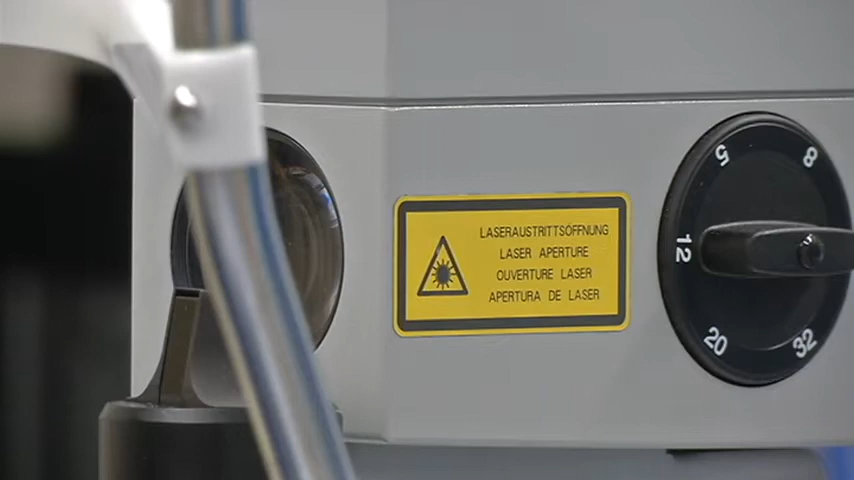 LASERAUSTRITTSÖFFNUNG
LASER APERTURE
OUVERTURE LASER
APERTURA DE LASER
5
8
12
20
32